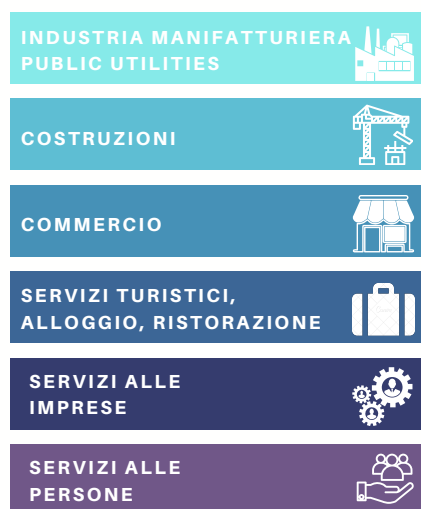 INDUSTRIA MANIFATTURIERA
PUBLIC UTILITIES
COSTRUZIONI
COMMERCIO
SERVIZI TURISTICI,
ALLOGGIO, RISTORAZIONE
SERVIZI ALLE
IMPRESE
SERVIZI ALLE
PERSONE